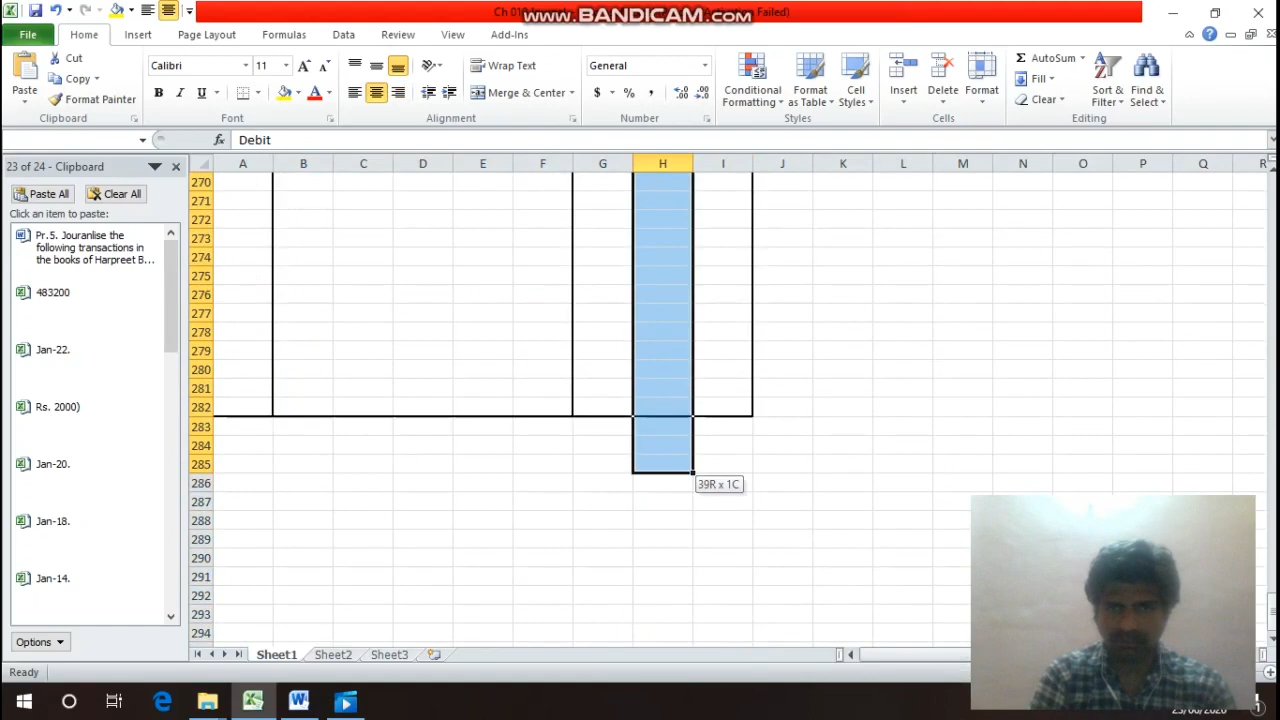 Ch 01
Activation Failed)
www.BANDICAM.com
File
Home
Insert
Page Layout
Formulas
Data
Review
View
Add-Ins
Paste
Cut
Copy
Format Painter
Clipboard
Calibri
11
B I U
Font
Wrap Text
Merge & Center
Alignment
General
$ % ,
Number
Conditional
Formatting
Format
as Table
Cell
Styles
Styles
Insert
Delete
Format
Cells
AutoSum
Fill
Clear
Sort &
Filter
Find &
Select
Editing
fx Debit
23 of 24 - Clipboard
Paste All
Clear All
Click an item to paste:
Pr.5. Jouranlise the
following transactions in
the books of Harpreet B...
483200
Jan-22.
Rs. 2000)
Jan-20.
Jan-18.
Jan-14.
Options
A B C D E F G H I J K L M N O P Q R
270
271
272
273
274
275
276
277
278
279
280
281
282
283
284
285
286
287
288
289
290
291
292
293
294
39R x 1C
Sheet1
Sheet2
Sheet3
Ready